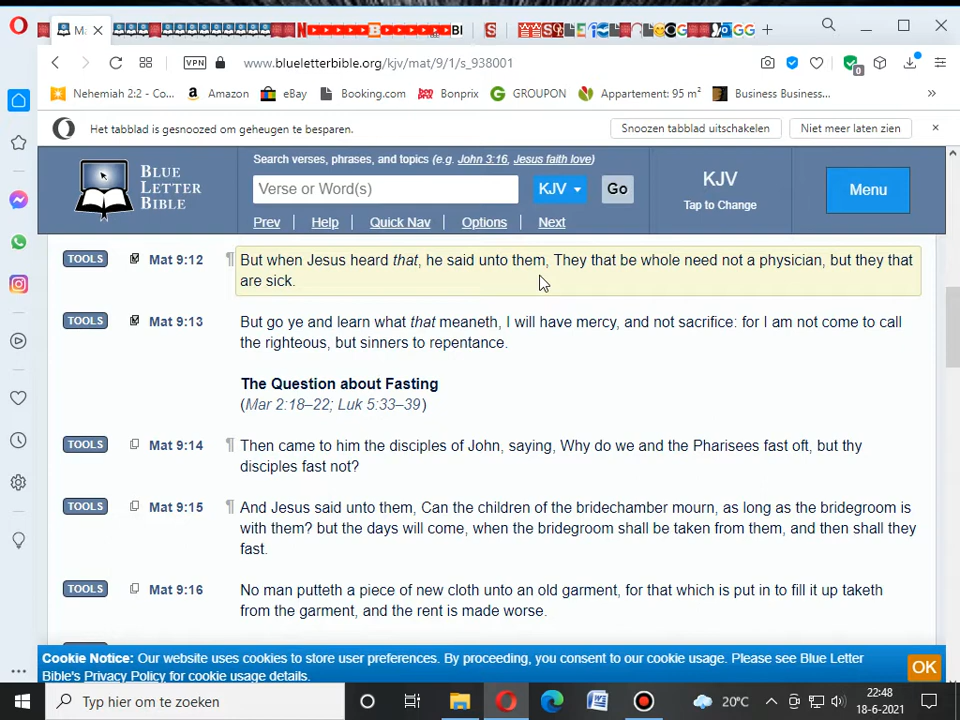 www.blueletterbible.org/kjv/mat/9/1/s_938001
VPN
0
Nehemiah 2:2 - Co...
Amazon
eBay
Booking.com
Bonprix
GROUPON
Appartement: 95 m²
Business Business...
Het tabblad is gesnoozed om geheugen te besparen.
Snoozen tabblad uitschakelen
Niet meer laten zien
BLUE
LETTER
BIBLE
Search verses, phrases, and topics (e.g. John 3:16, Jesus faith love)
Verse or Word(s)
KJV
Go
Prev
Help
Quick Nav
Options
Next
KJV
Tap to Change
Menu
TOOLS Mat 9:12 ¶ But when Jesus heard that, he said unto them, They that be whole need not a physician, but they that
are sick.
TOOLS Mat 9:13 But go ye and learn what that meaneth, I will have mercy, and not sacrifice: for I am not come to call
the righteous, but sinners to repentance.
The Question about Fasting
(Mar 2:18–22; Luk 5:33–39)
TOOLS Mat 9:14 ¶ Then came to him the disciples of John, saying, Why do we and the Pharisees fast oft, but thy
disciples fast not?
TOOLS Mat 9:15 ¶ And Jesus said unto them, Can the children of the bridechamber mourn, as long as the bridegroom is
with them? but the days will come, when the bridegroom shall be taken from them, and then shall they
fast.
TOOLS Mat 9:16 No man putteth a piece of new cloth unto an old garment, for that which is put in to fill it up taketh
from the garment, and the rent is made worse.
Cookie Notice: Our website uses cookies to store user preferences. By proceeding, you consent to our cookie usage. Please see Blue Letter
Bible's Privacy Policy for cookie usage details.
OK
Typ hier om te zoeken
20°C
22:48
18-6-2021